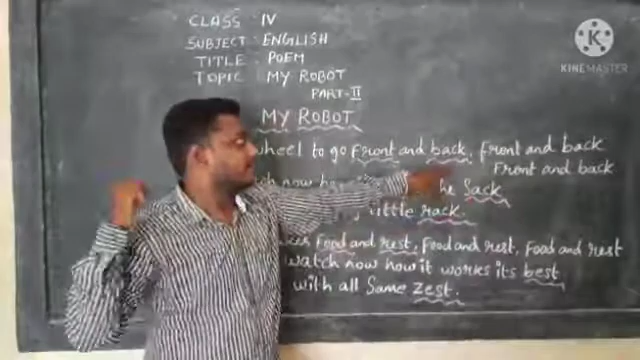 CLASS : IV
SUBJECT : ENGLISH
TITLE : POEM
TOPIC : MY ROBOT
PART-II
MY ROBOT
wheel to go front and back, front and back
Front and back
now Sack
little rack.
Food and rest, food and rest, food and rest
watch now how it works its best
with all same zest.
KINEMASTER